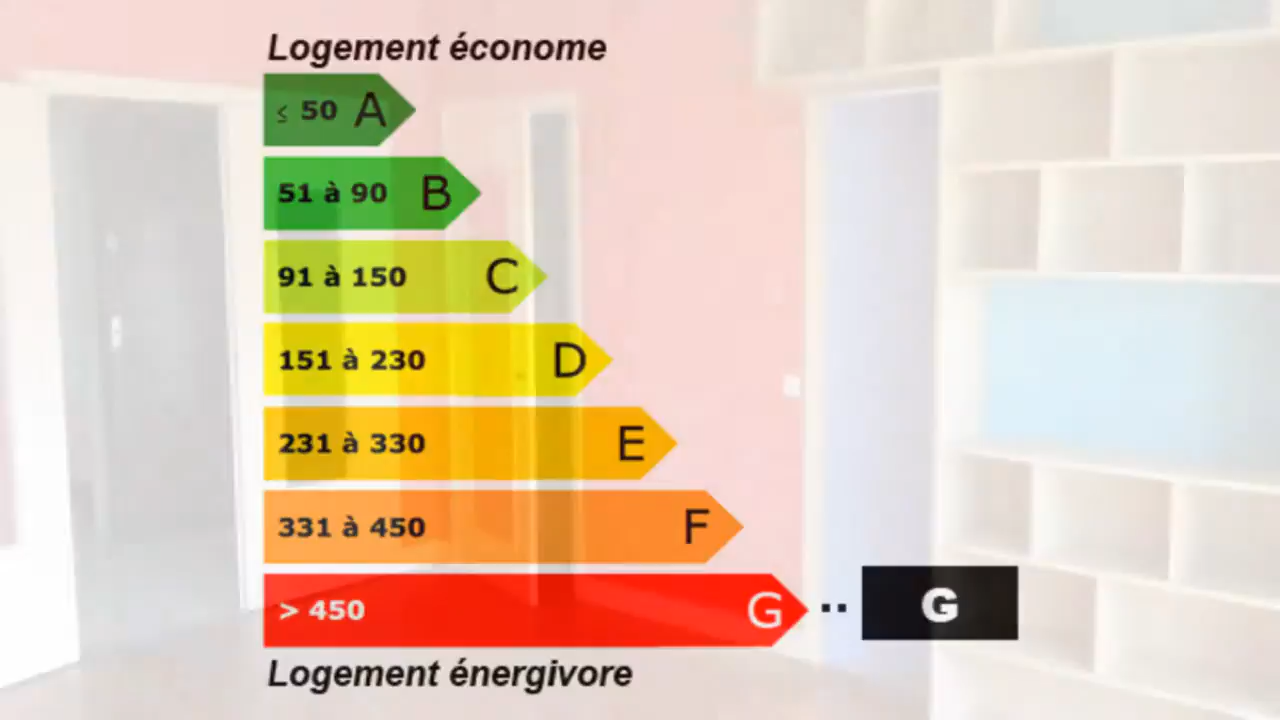 Logement économe
≤ 50 A
51 à 90 B
91 à 150 C
151 à 230 D
231 à 330 E
331 à 450 F
> 450 G
G
Logement énergivore